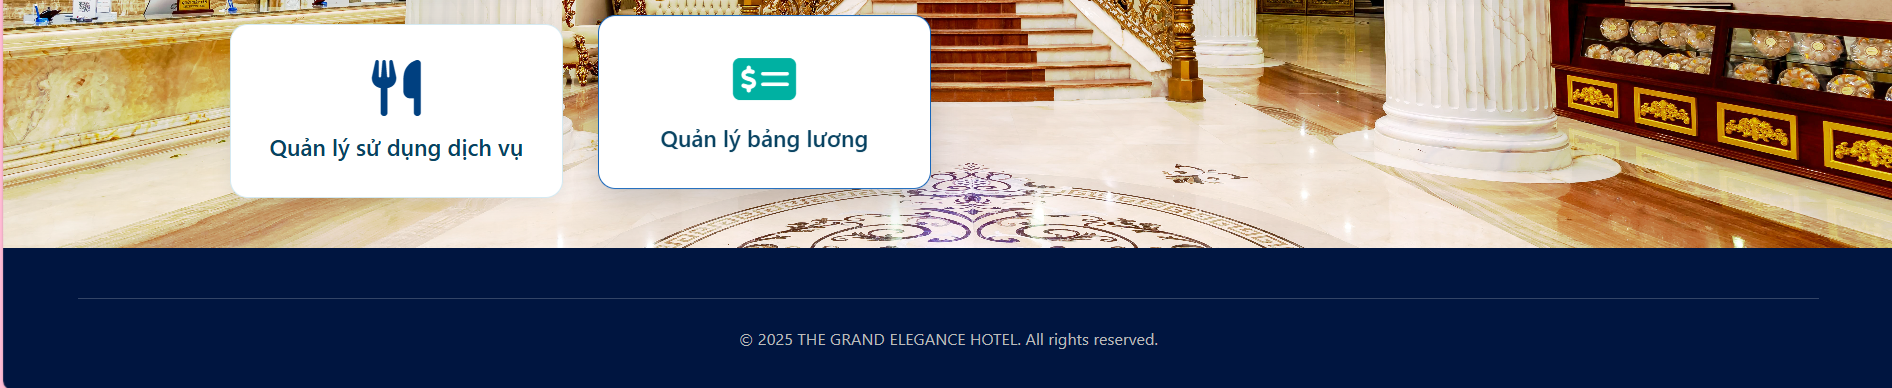 Quản lý sử dụng dịch vụ
$
Quản lý bảng lương
© 2025 THE GRAND ELEGANCE HOTEL. All rights reserved.